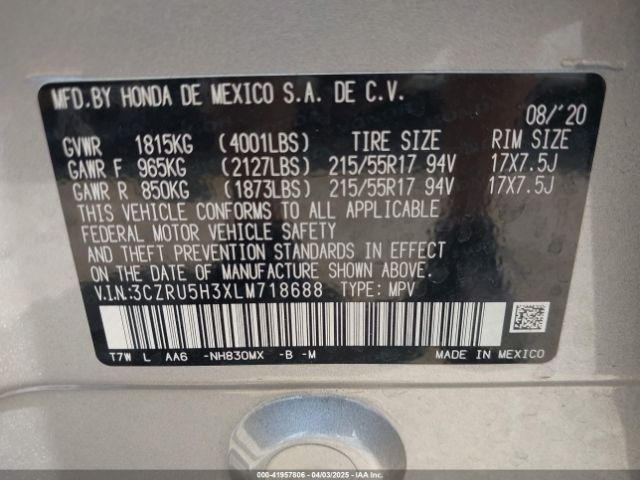 MFD.BY HONDA DE MEXICO S.A. DE C.V.
08/'20
GVWR 1815KG (4001LBS) TIRE SIZE RIM SIZE
GAWR F 965KG (2127LBS) 215/55R17 94V 17X7.5J
GAWR R 850KG (1873LBS) 215/55R17 94V 17X7.5J
THIS VEHICLE CONFORMS TO ALL APPLICABLE
FEDERAL MOTOR VEHICLE SAFETY
AND THEFT PREVENTION STANDARDS IN EFFECT
ON THE DATE OF MANUFACTURE SHOWN ABOVE.
V.I.N.:3CZRU5H3XLM718688 TYPE: MPV
T7W L AA6 -NH830MX -B -M MADE IN MEXICO
000-41957806 - 04/03/2025 - Copyright IAA, Inc.